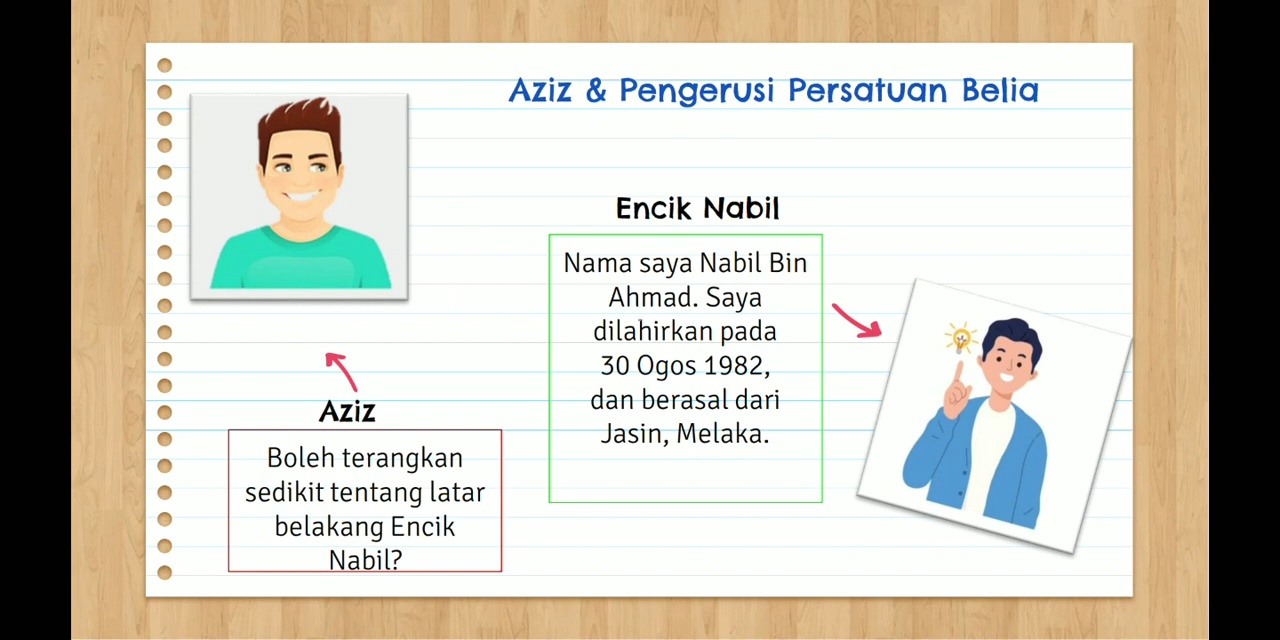 Aziz & Pengerusi Persatuan Belia
Encik Nabil
Nama saya Nabil Bin
Ahmad. Saya
dilahirkan pada
30 Ogos 1982,
dan berasal dari
Jasin, Melaka.
Aziz
Boleh terangkan
sedikit tentang latar
belakang Encik
Nabil?